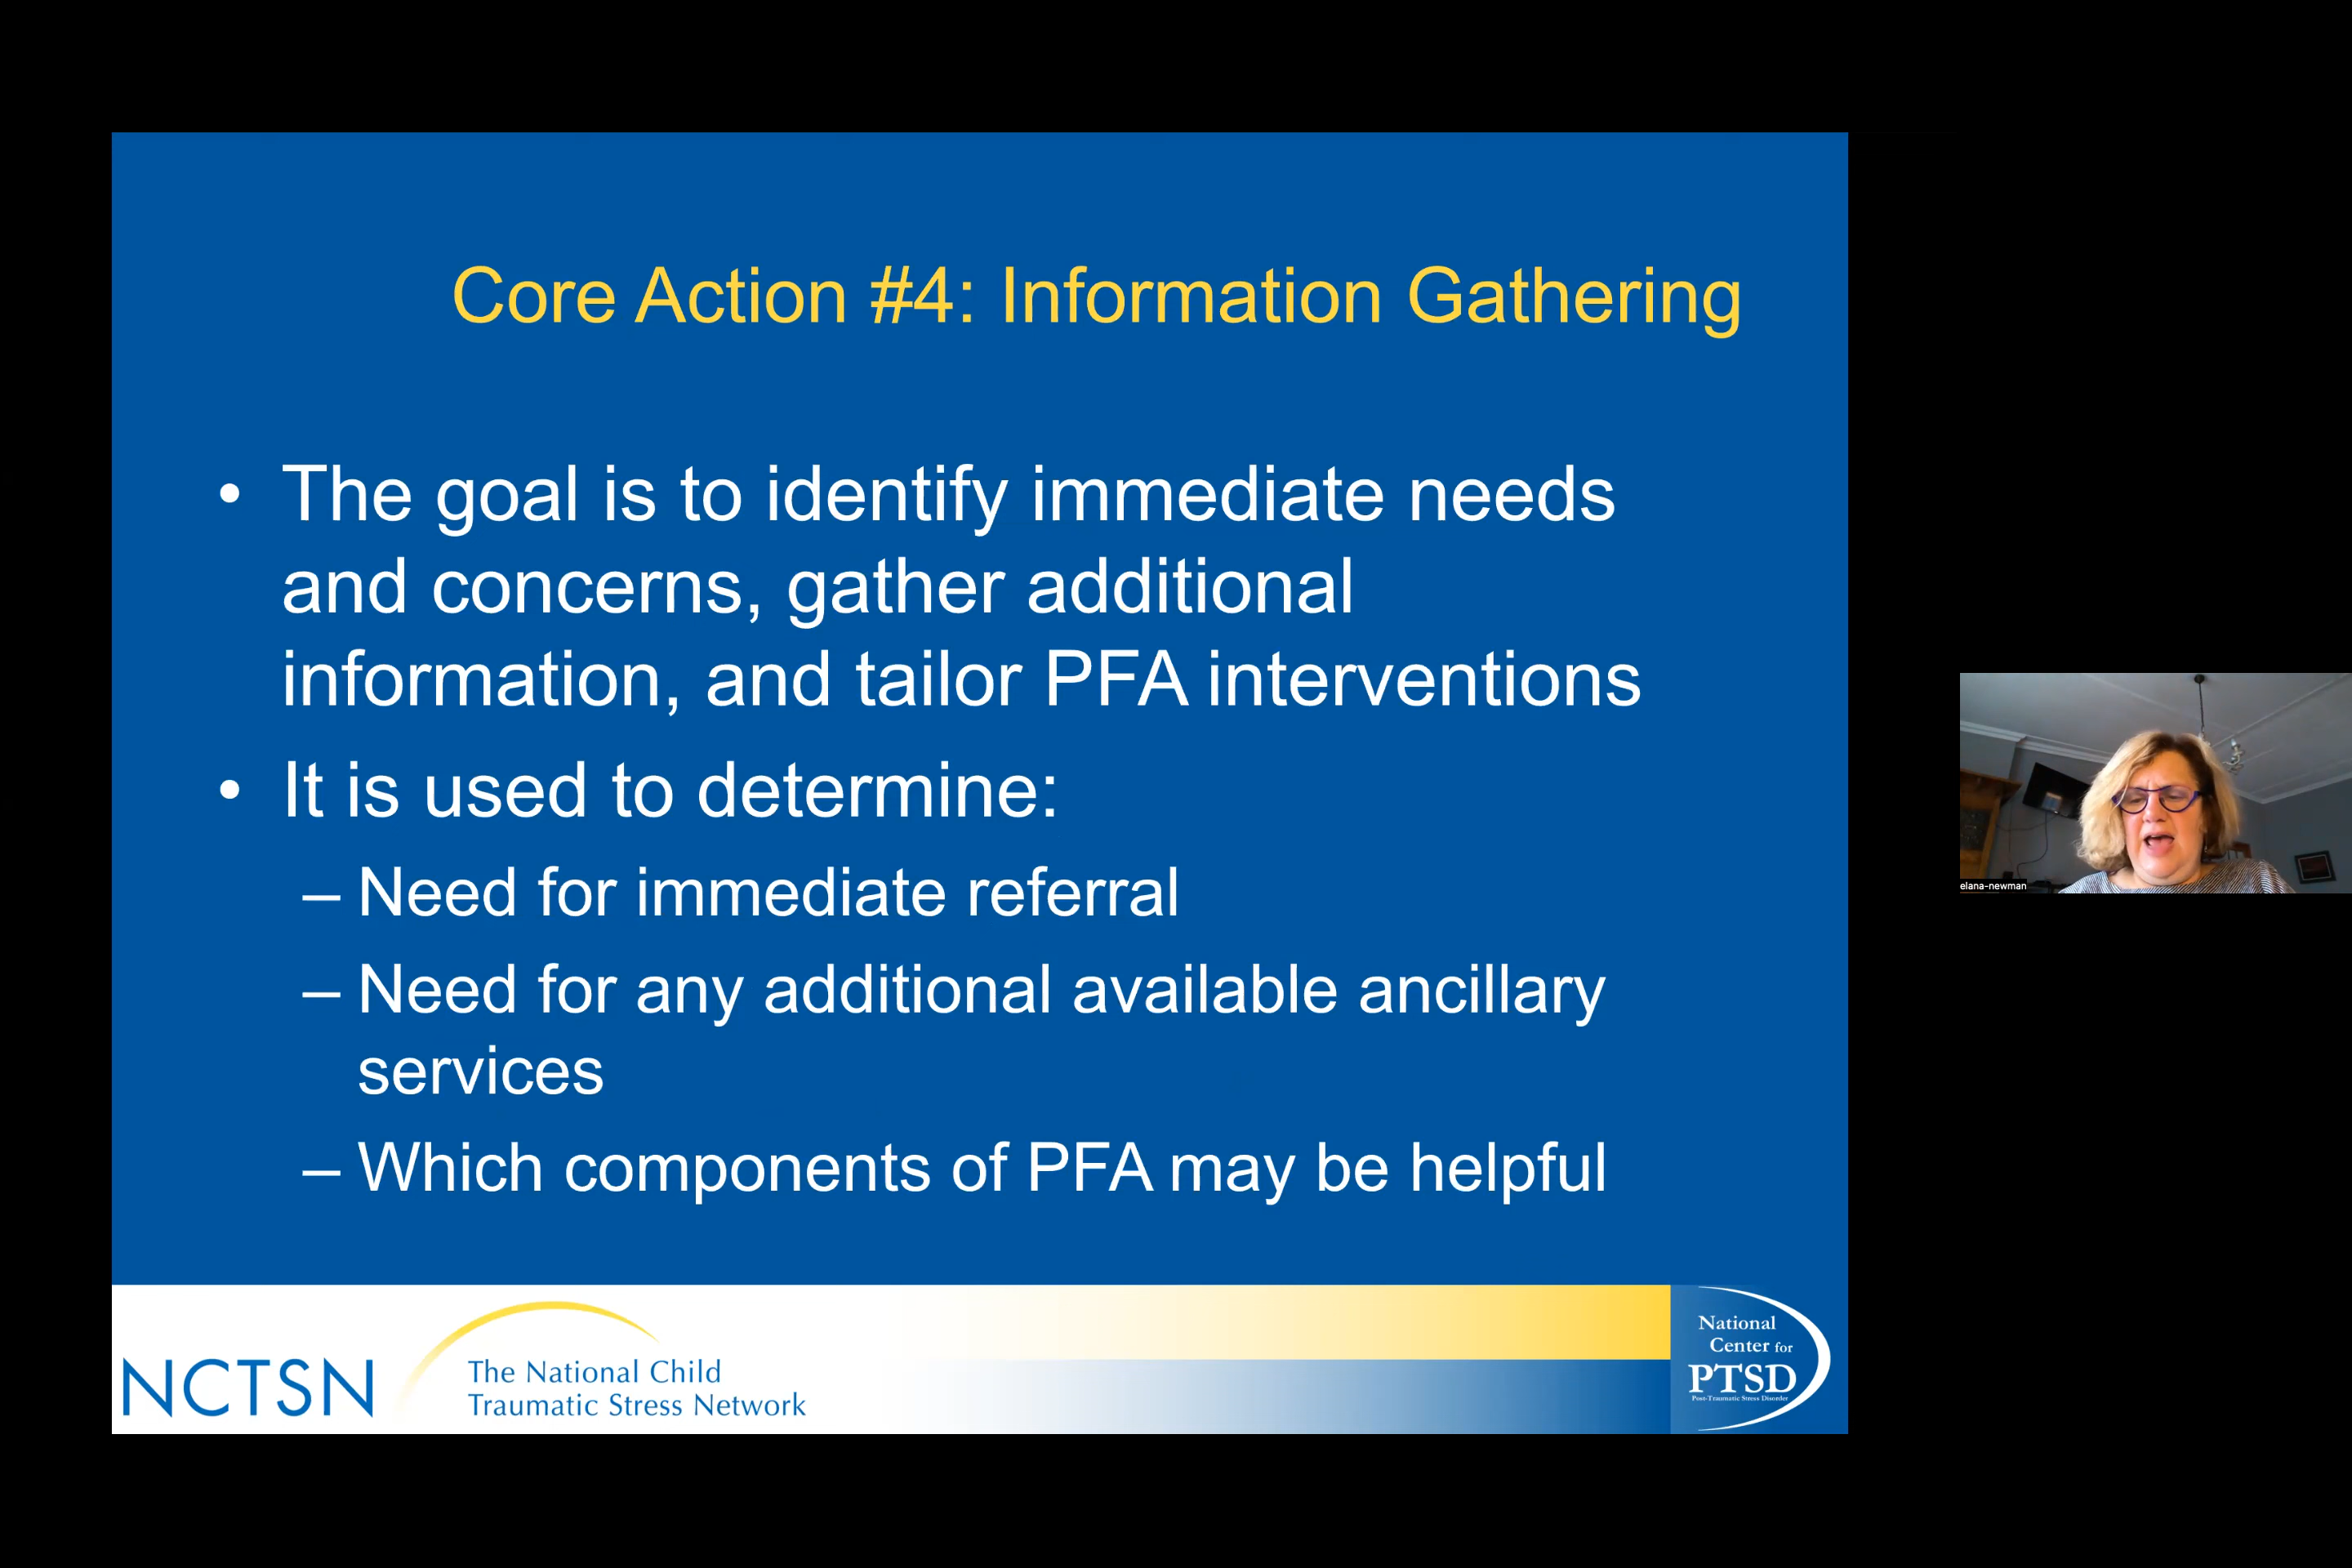 Core Action #4: Information Gathering
• The goal is to identify immediate needs
and concerns, gather additional
information, and tailor PFA interventions
• It is used to determine:
– Need for immediate referral
– Need for any additional available ancillary
services
– Which components of PFA may be helpful
NCTSN
The National Child
Traumatic Stress Network
National
Center for
PTSD
Post-Traumatic Stress Disorder
elana-newman